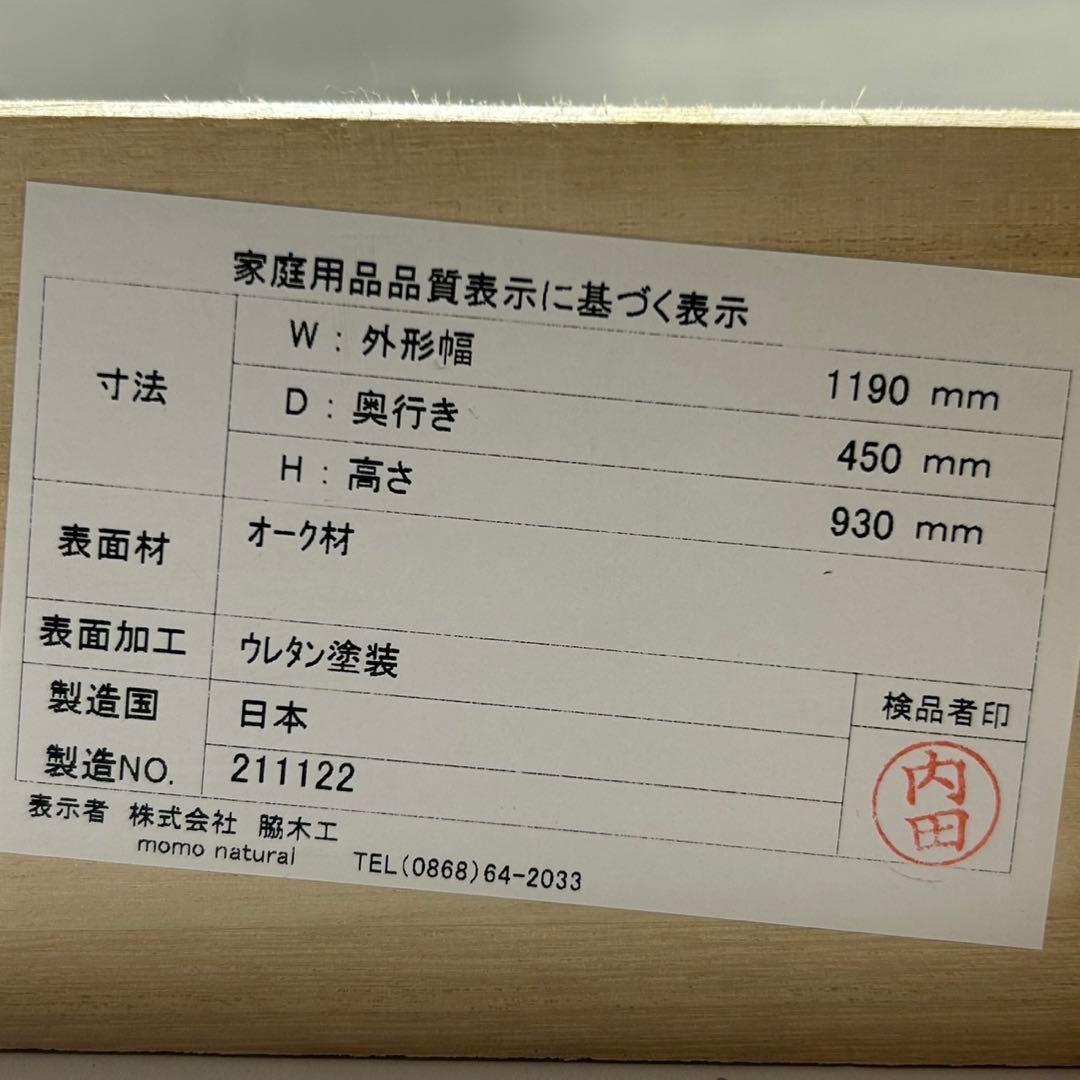 家庭用品品質表示に基づく表示
寸法
W : 外形幅 1190 mm
D : 奥行き 450 mm
H : 高さ 930 mm
表面材 オーク材
表面加工 ウレタン塗装
製造国 日本
製造NO. 211122
検品者印
内田
表示者 株式会社 脇木工
momo natural TEL(0868)64-2033